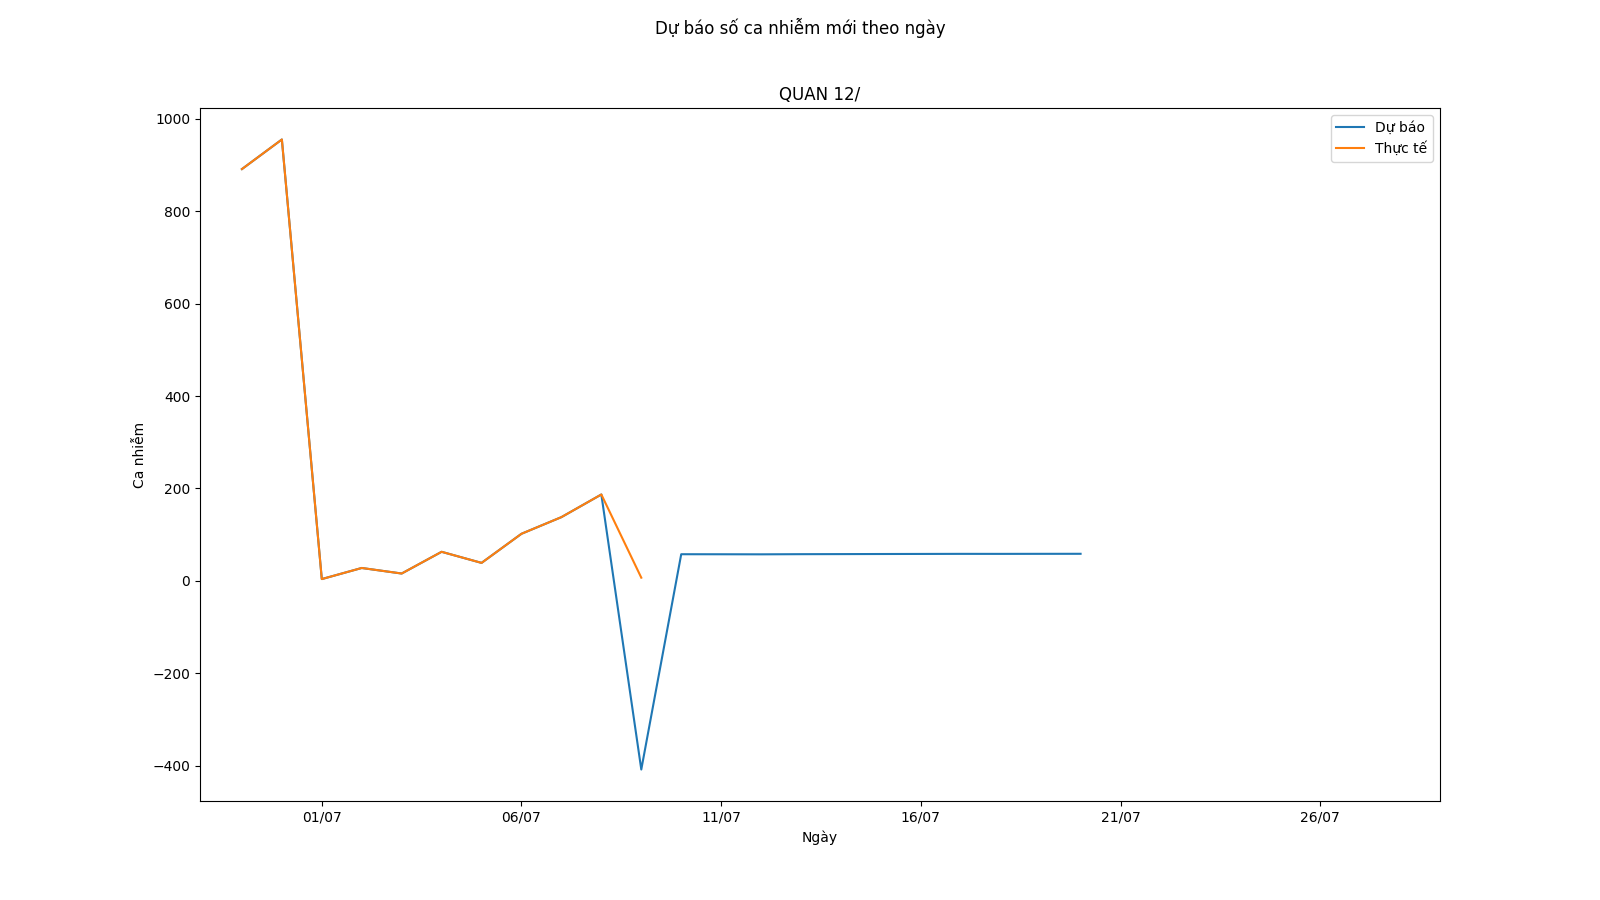 Dự báo số ca nhiễm mới theo ngày
QUAN 12/
Dự báo
Thực tế
1000
800
600
400
200
0
−200
−400
Ca nhiễm
01/07
06/07
11/07
16/07
21/07
26/07
Ngày